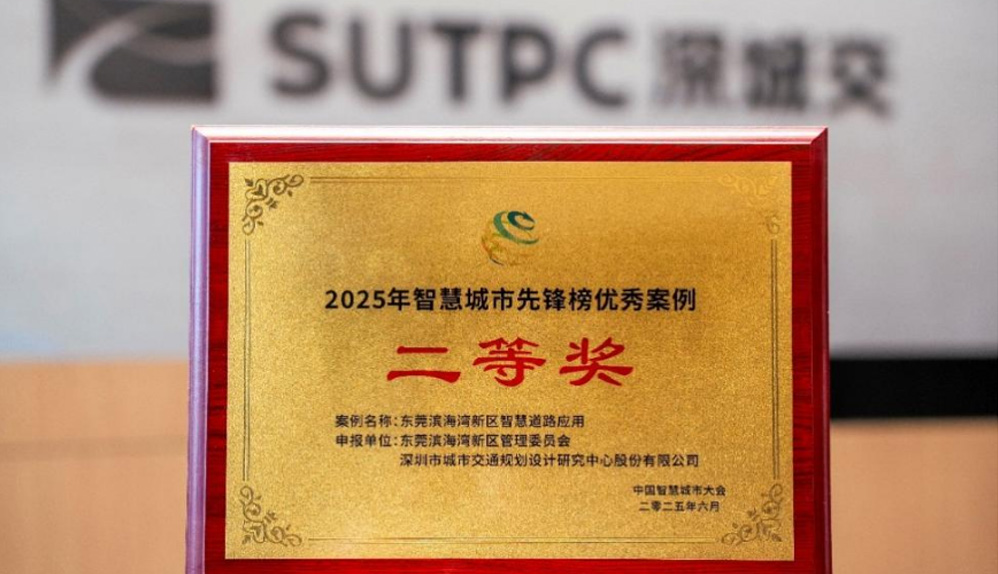 SUTPC 深城交
2025年智慧城市先锋榜优秀案例
二等奖
案例名称：东莞滨海湾新区智慧道路应用
申报单位：东莞滨海湾新区管理委员会
深圳市城市交通规划设计研究中心股份有限公司
中国智慧城市大会
二零二五年六月